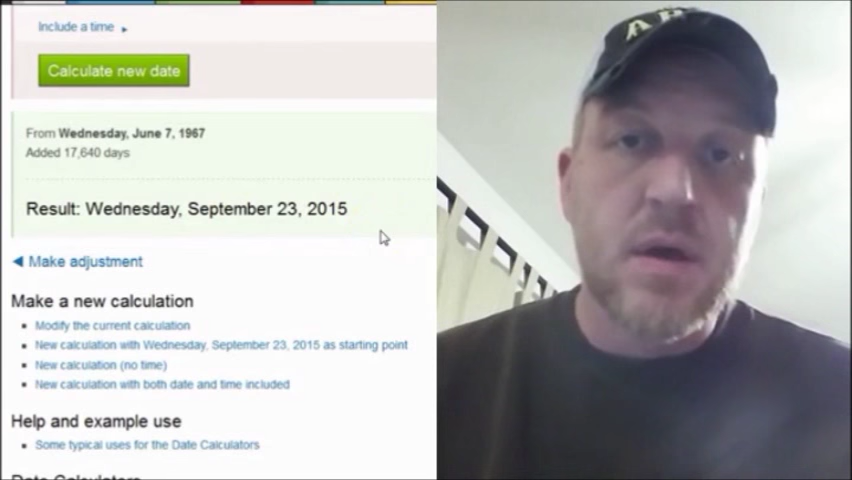 Include a time
Calculate new date
From Wednesday, June 7, 1967
Added 17,640 days
Result: Wednesday, September 23, 2015
Make adjustment
Make a new calculation
Modify the current calculation
New calculation with Wednesday, September 23, 2015 as starting point
New calculation (no time)
New calculation with both date and time included
Help and example use
Some typical uses for the Date Calculators
Date Calculators